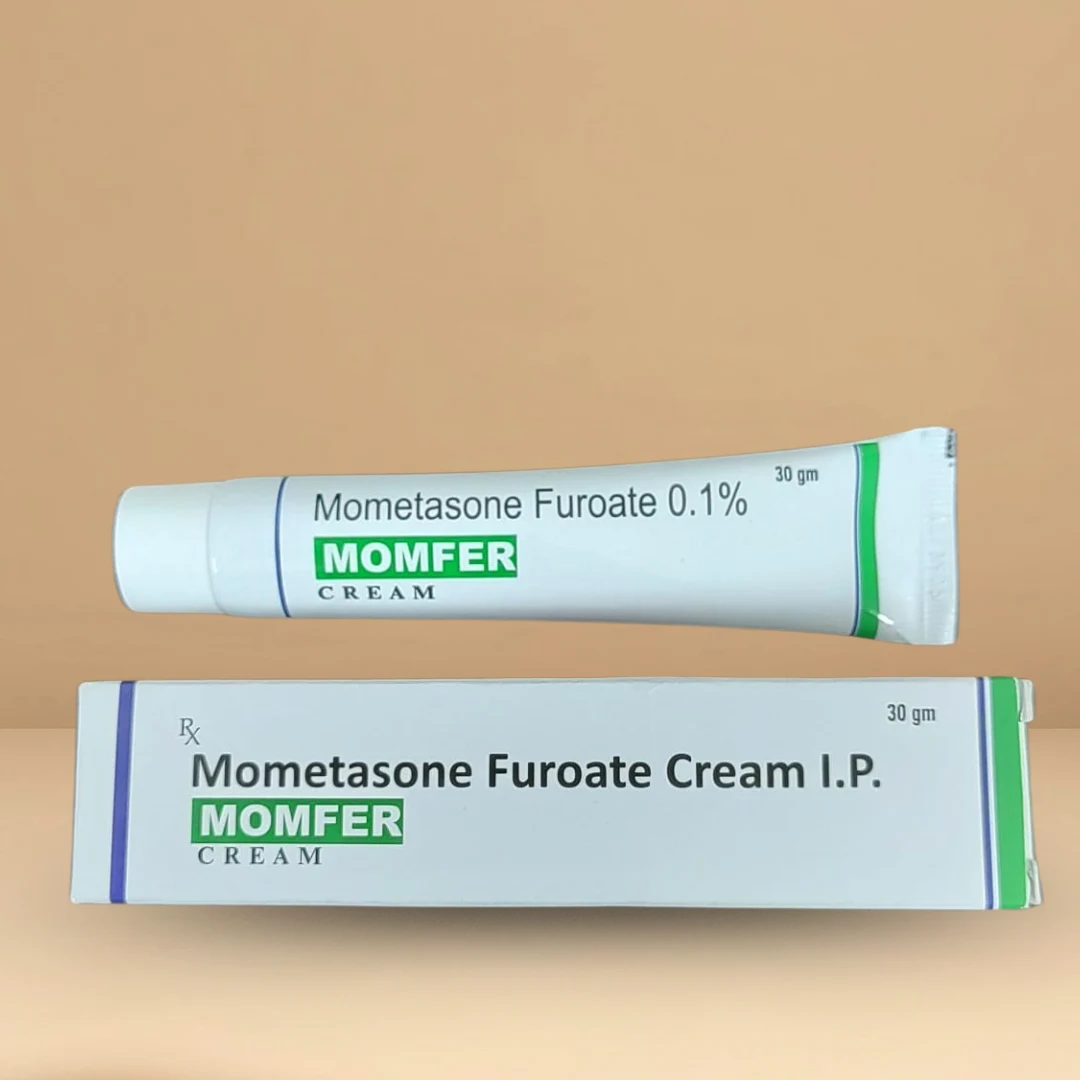 Mometasone Furoate 0.1%
30 gm
MOMFER
CREAM
30 gm
Rx
Mometasone Furoate Cream I.P.
MOMFER
CREAM